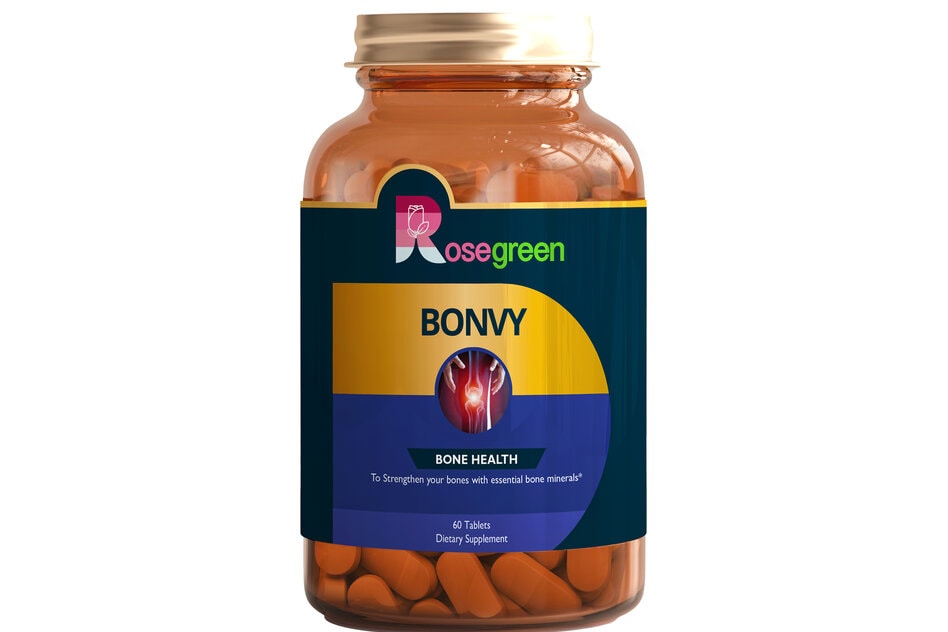 Rosegreen
BONVY
BONE HEALTH
To Strengthen your bones with essential bone minerals*
60 Tablets
Dietary Supplement